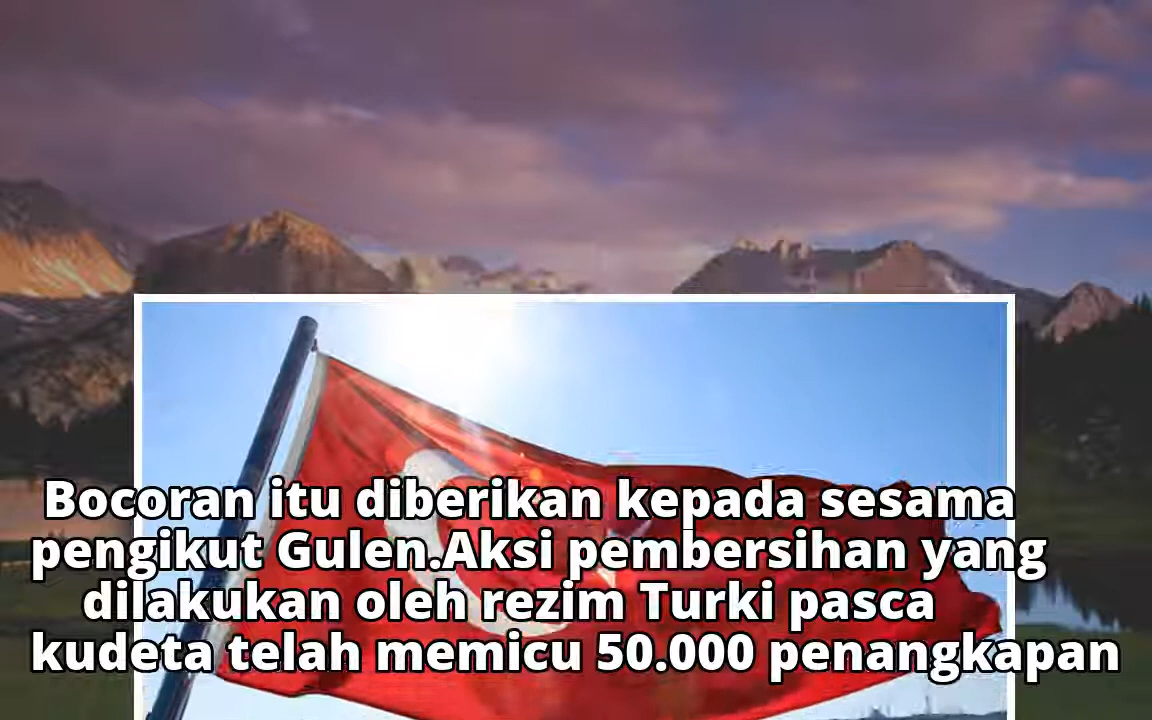 Bocoran itu diberikan kepada sesama
pengikut Gulen.Aksi pembersihan yang
dilakukan oleh rezim Turki pasca
kudeta telah memicu 50.000 penangkapan